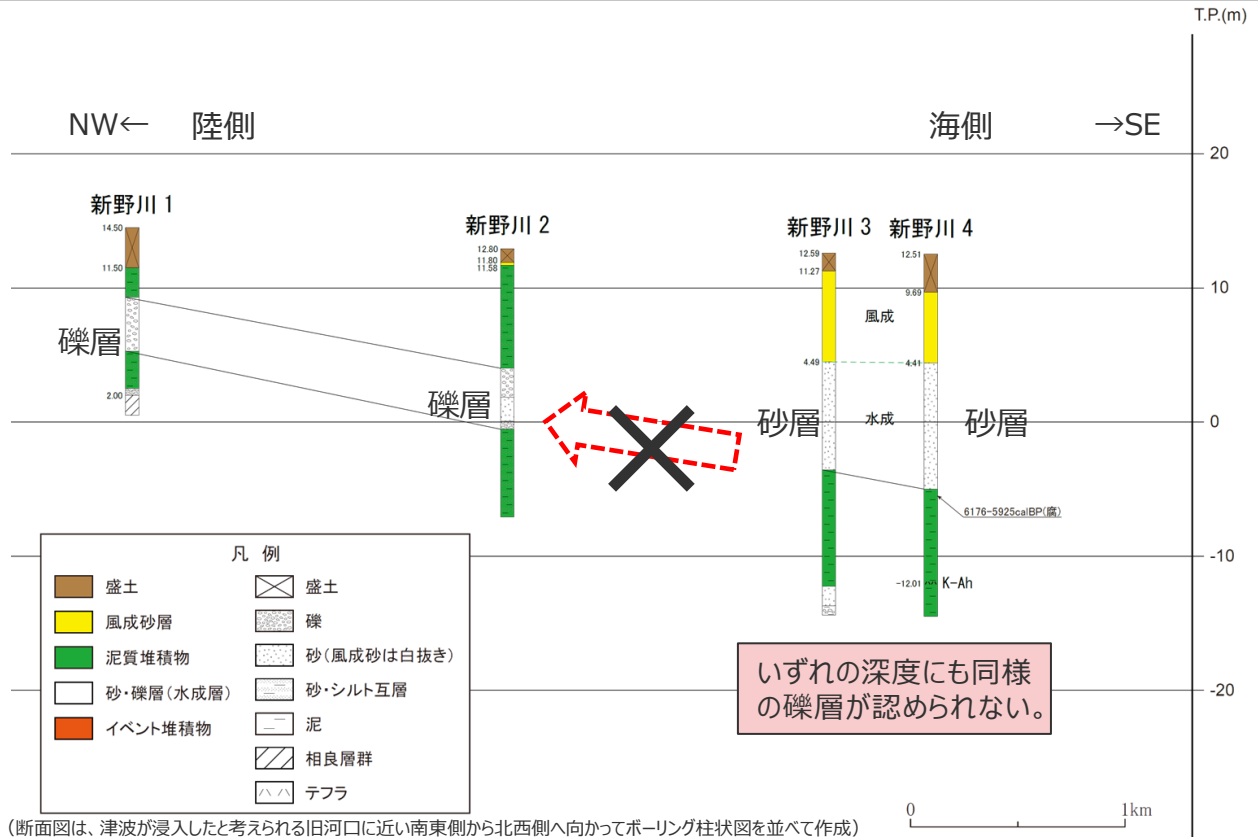 T.P.(m)
NW← 陸側
海側 →SE
20
新野川 1
新野川 2
新野川 3
新野川 4
14.50
11.50
12.80
11.80
11.58
12.59
11.27
12.51
9.69
10
風成
礫層
4.49
4.41
2.00
礫層
砂層
水成
砂層
0
6176-5925calBP(腐)
-10
-12.01
K-Ah
凡 例
盛土
風成砂層
泥質堆積物
砂・礫層(水成層)
イベント堆積物
盛土
礫
砂(風成砂は白抜き)
砂・シルト互層
泥
相良層群
テフラ
いずれの深度にも同様
の礫層が認められない。
-20
0
1km
(断面図は、津波が浸入したと考えられる旧河口に近い南東側から北西側へ向かってボーリング柱状図を並べて作成)